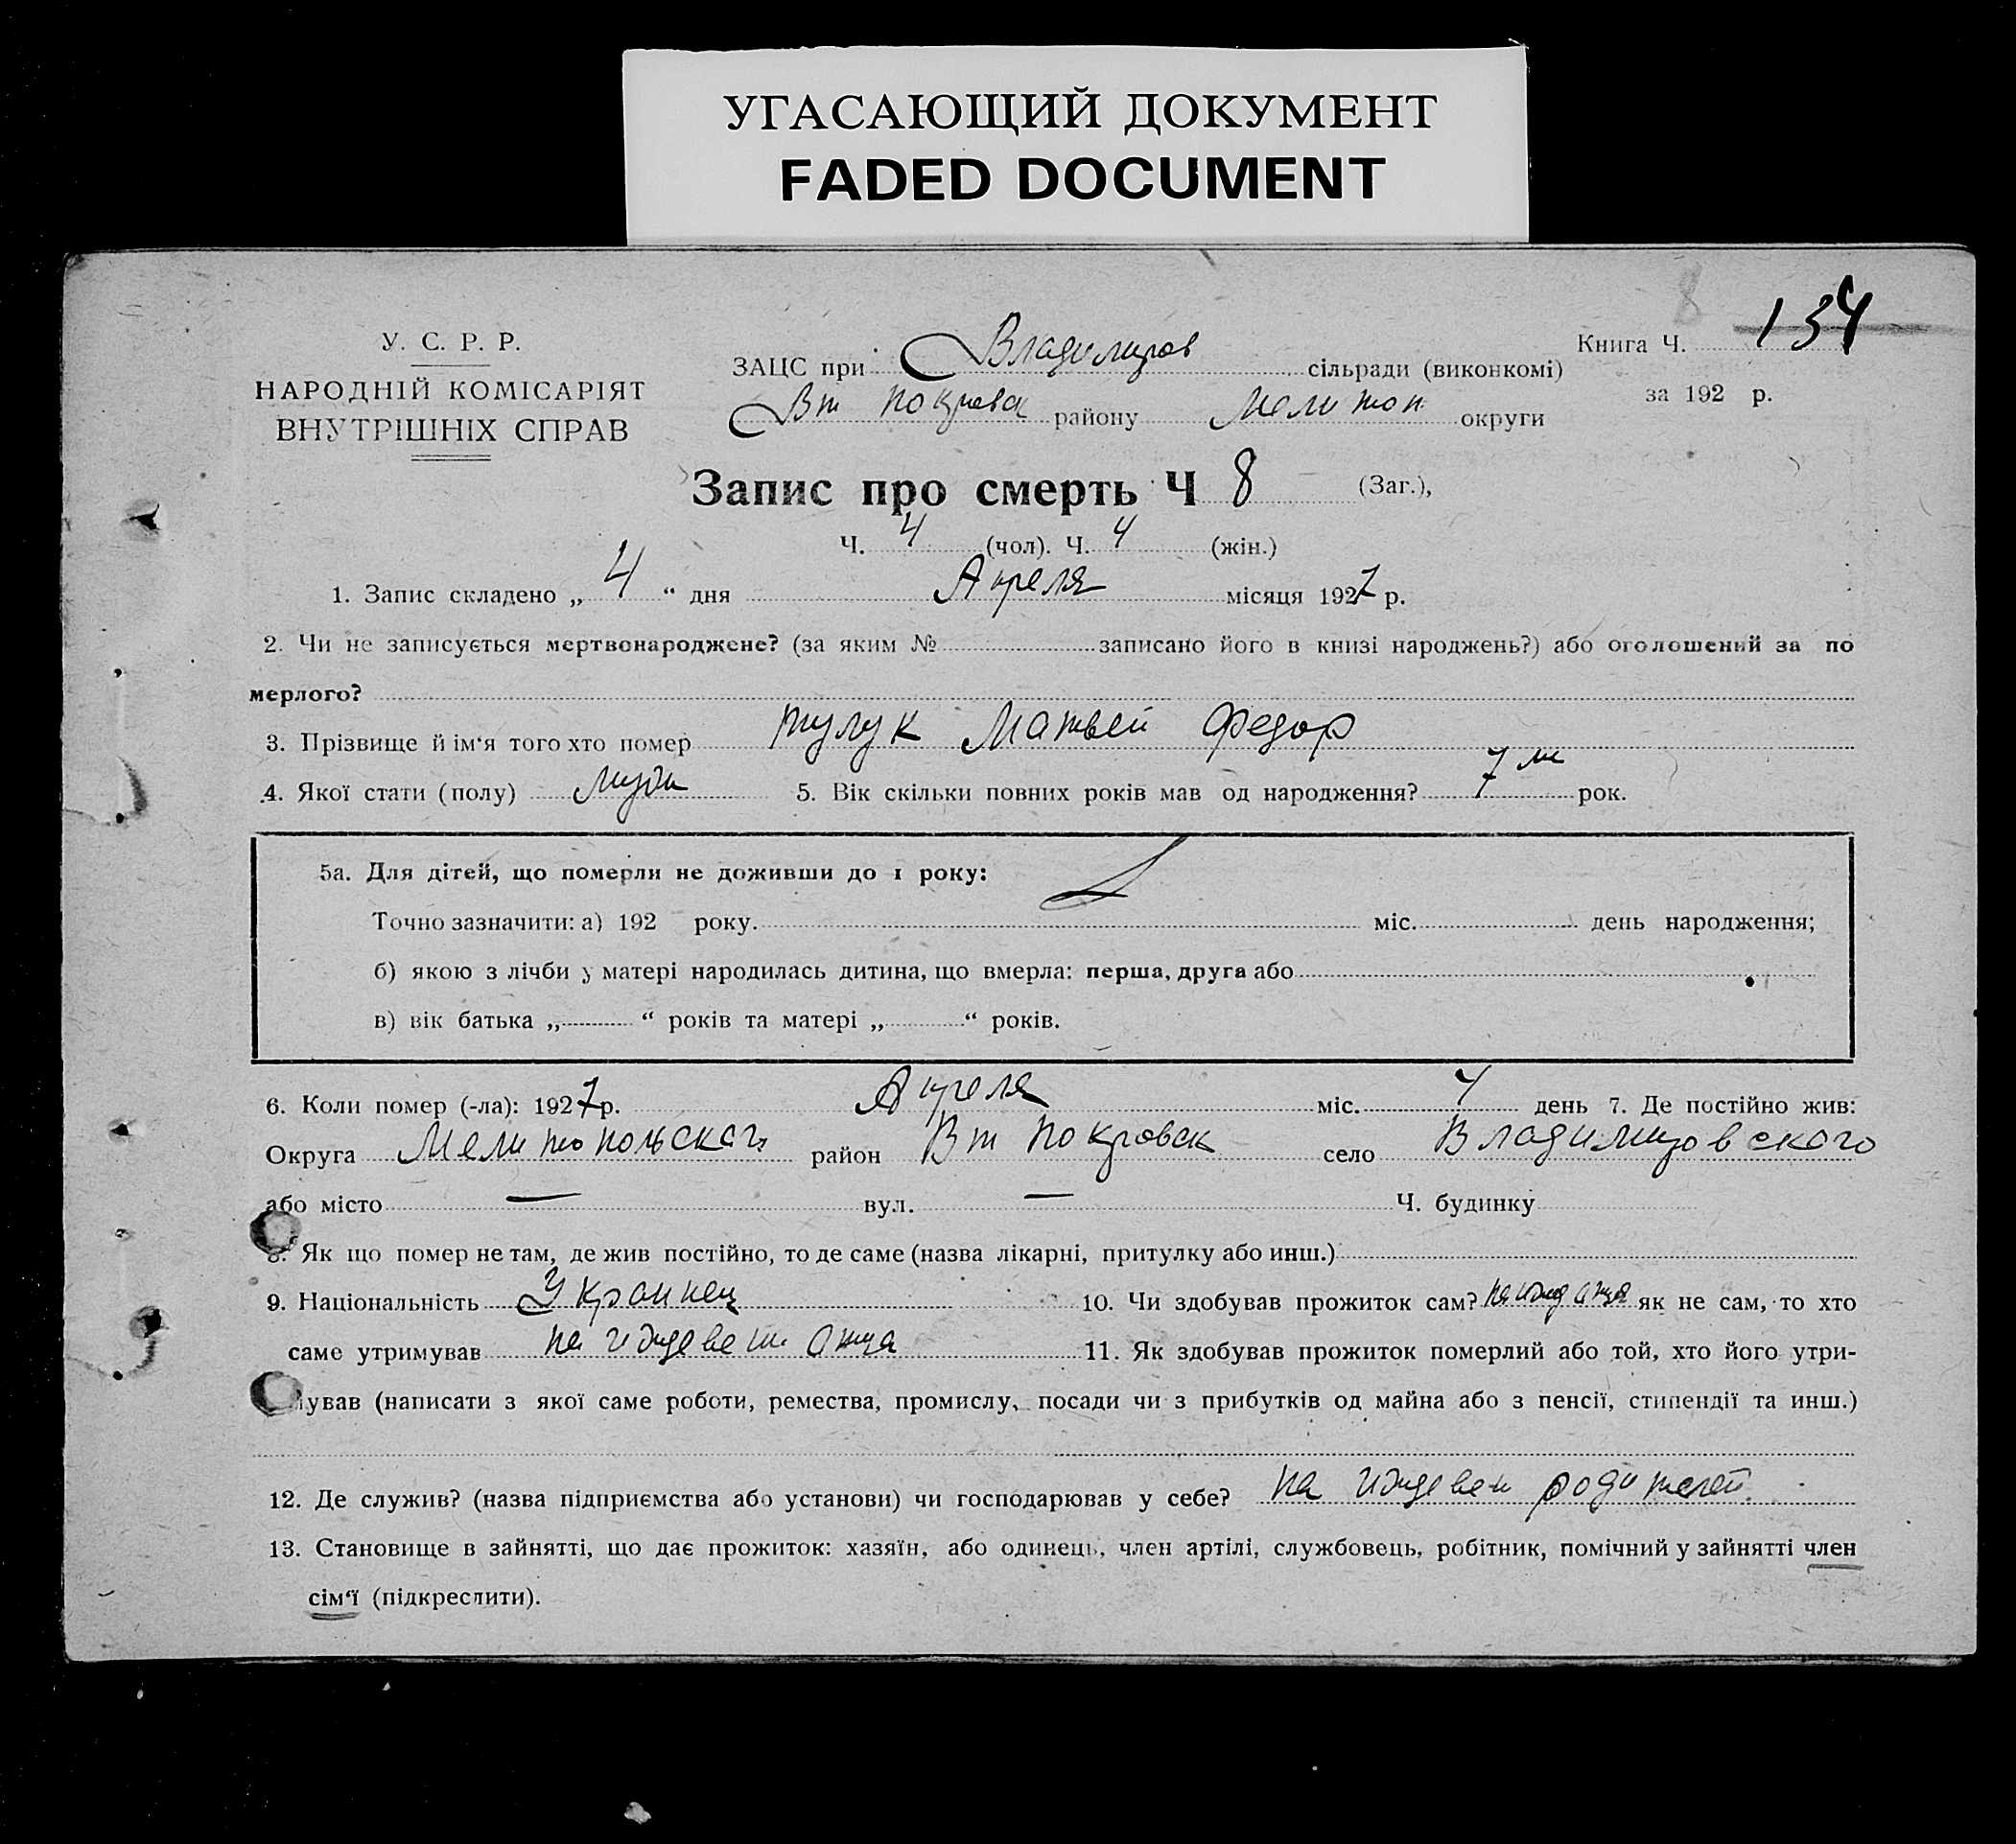 УГАСАЮЩИЙ ДОКУМЕНТ
FADED DOCUMENT
У. С. Р. Р.
НАРОДНІЙ КОМІСАРІЯТ
ВНУТРІШНІХ СПРАВ
ЗАЦС при Владимиров сільради (виконкомі)
Вт Покровск район​у Мелитоп. округи
Книга Ч. 134
за 192 р.
8
Запис про смерть Ч 8 (Заг.),
Ч. 4 (чол). Ч. 4 (жін.)
1. Запис складено „ 4 “ дня Апреля місяця 1927 р.
2. Чи не записується мертвонароджене? (за яким № записано його в книзі народжень?) або оголошений за по
мерлого?
3. Прізвище й ім‘я того хто помер Тулук Матвей Федор
4. Якої стати (полу) Муж 5. Вік скільки повних років мав од народження? 7 рок.
5а. Для дітей, що померли не доживши до 1 року:
Точно зазначити: а) 192 року. міс. день народження;
б) якою з лічби у матері народилась дитина, що вмерла: перша, друга або
в) вік батька „ “ років та матері „ “ років.
6. Коли помер (-ла): 1927 р. Апреля міс. 4 день 7. Де постійно жив:
Округа Мелитопольскаг район Вт Покровск село Владимировского
або місто — вул. — Ч. будинку
8. Як що помер не там, де жив постійно, то де саме (назва лікарні, притулку або инш.)
9. Національність Украинец 10. Чи здобував прожиток сам? на ижд отца як не сам, то хто
саме утримував на иждевени Отца 11. Як здобував прожиток померлий або той, хто його утри-
ував (написати з якої саме роботи, ремества, промислу, посади чи з прибутків од майна або з пенсії, стипендії та инш.)
12. Де служив? (назва підприємства або установи) чи господарював у себе? на иждевен родителей.
13. Становище в зайнятті, що дає прожиток: хазяїн, або одинець, член артілі, службовець, робітник, помічний у зайнятті член
сім‘ї (підкреслити).